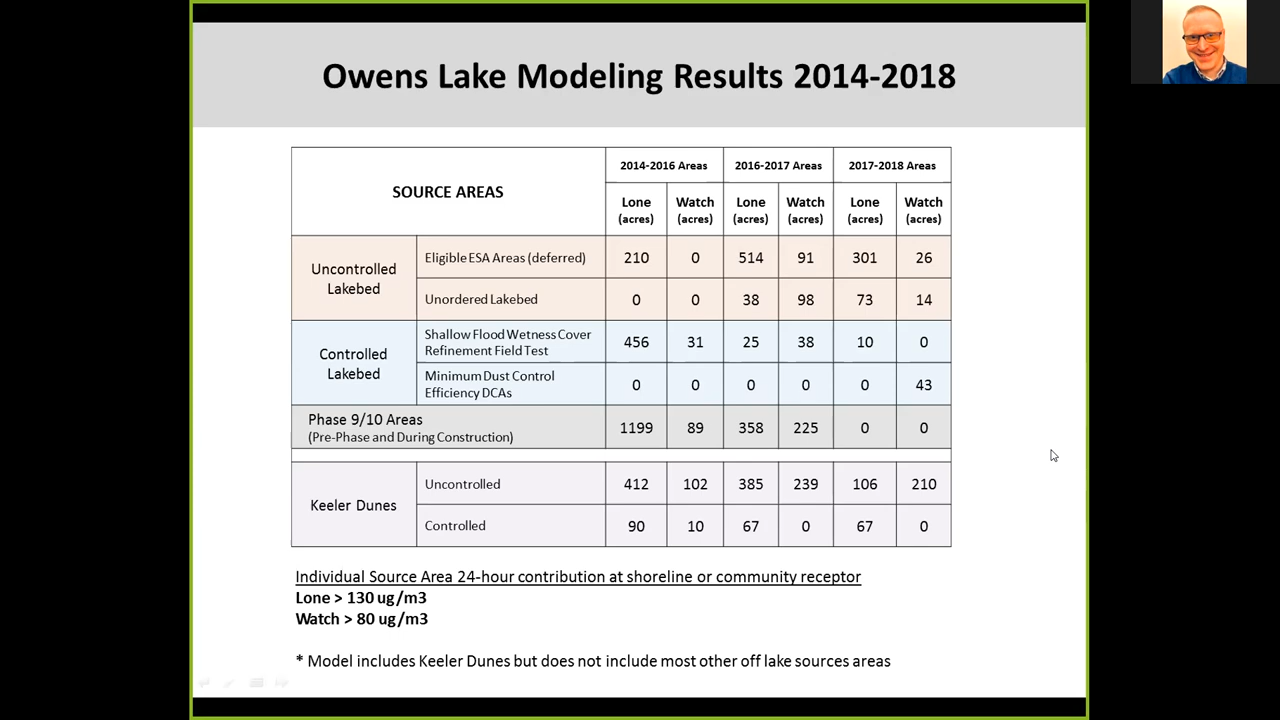 Owens Lake Modeling Results 2014-2018
SOURCE AREAS
2014-2016 Areas 2016-2017 Areas 2017-2018 Areas
Lone (acres) Watch (acres) Lone (acres) Watch (acres) Lone (acres) Watch (acres)
Uncontrolled Lakebed
Eligible ESA Areas (deferred) 210 0 514 91 301 26
Unordered Lakebed 0 0 38 98 73 14
Controlled Lakebed
Shallow Flood Wetness Cover Refinement Field Test 456 31 25 38 10 0
Minimum Dust Control Efficiency DCAs 0 0 0 0 0 43
Phase 9/10 Areas
(Pre-Phase and During Construction) 1199 89 358 225 0 0
Keeler Dunes
Uncontrolled 412 102 385 239 106 210
Controlled 90 10 67 0 67 0
Individual Source Area 24-hour contribution at shoreline or community receptor
Lone > 130 ug/m3
Watch > 80 ug/m3
* Model includes Keeler Dunes but does not include most other off lake sources areas